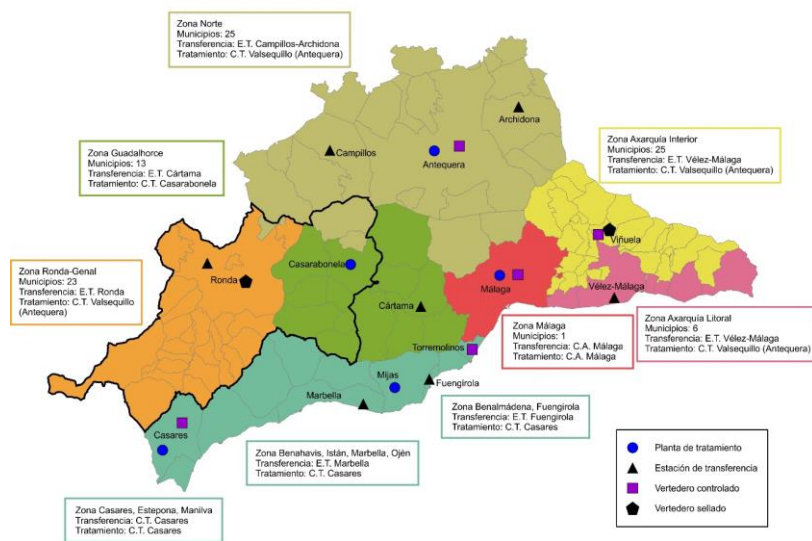 Zona Norte
Municipios: 25
Transferencia: E.T. Campillos-Archidona
Tratamiento: C.T. Valsequillo (Antequera)
Archidona
Zona Axarquía Interior
Municipios: 25
Transferencia: E.T. Vélez-Málaga
Tratamiento: C.T. Valsequillo (Antequera)
Zona Guadalhorce
Municipios: 13
Transferencia: E.T. Cártama
Tratamiento: C.T. Casarabonela
Campillos
Antequera
Viñuela
Zona Ronda-Genal
Municipios: 23
Transferencia: E.T. Ronda
Tratamiento: C.T. Valsequillo
(Antequera)
Casarabonela
Ronda
Málaga
Vélez-Málaga
Cártama
Zona Axarquía Litoral
Municipios: 6
Transferencia: E.T. Vélez-Málaga
Tratamiento: C.T. Valsequillo (Antequera)
Zona Málaga
Municipios: 1
Transferencia: C.A. Málaga
Tratamiento: C.A. Málaga
Torremolinos
Mijas
Fuengirola
Marbella
Zona Benalmádena, Fuengirola
Transferencia: E.T. Fuengirola
Tratamiento: C.T. Casares
Casares
Zona Benahavis, Istán, Marbella, Ojén
Transferencia: E.T. Marbella
Tratamiento: C.T. Casares
Zona Casares, Estepona, Manilva
Transferencia: C.T. Casares
Tratamiento: C.T. Casares
Planta de tratamiento
Estación de transferencia
Vertedero controlado
Vertedero sellado